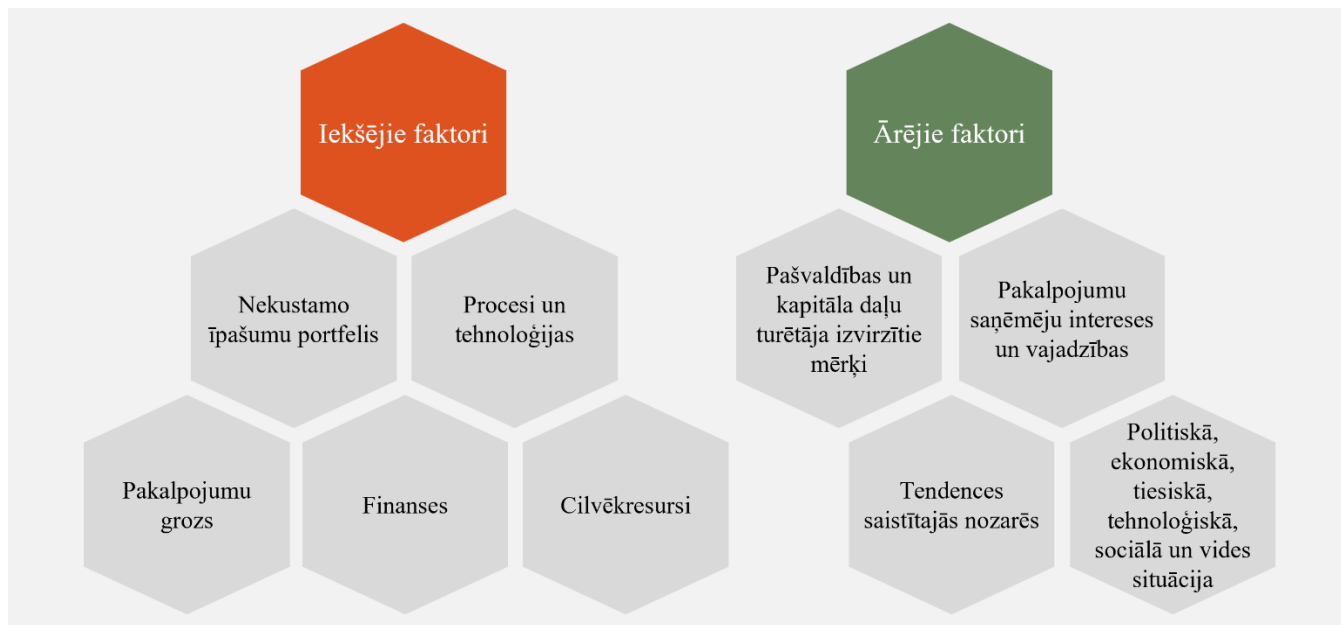 Iekšējie faktori
Nekustamo
īpašumu portfelis
Procesi un
tehnoloģijas
Pakalpojumu
grozs
Finanses
Cilvēkresursi
Ārējie faktori
Pašvaldības un
kapitāla daļu
turētāja izvirzītie
mērķi
Pakalpojumu
saņēmēju intereses
un vajadzības
Tendences
saistītajās nozarēs
Politiskā,
ekonomiskā,
tiesiskā,
tehnoloģiskā,
sociālā un vides
situācija